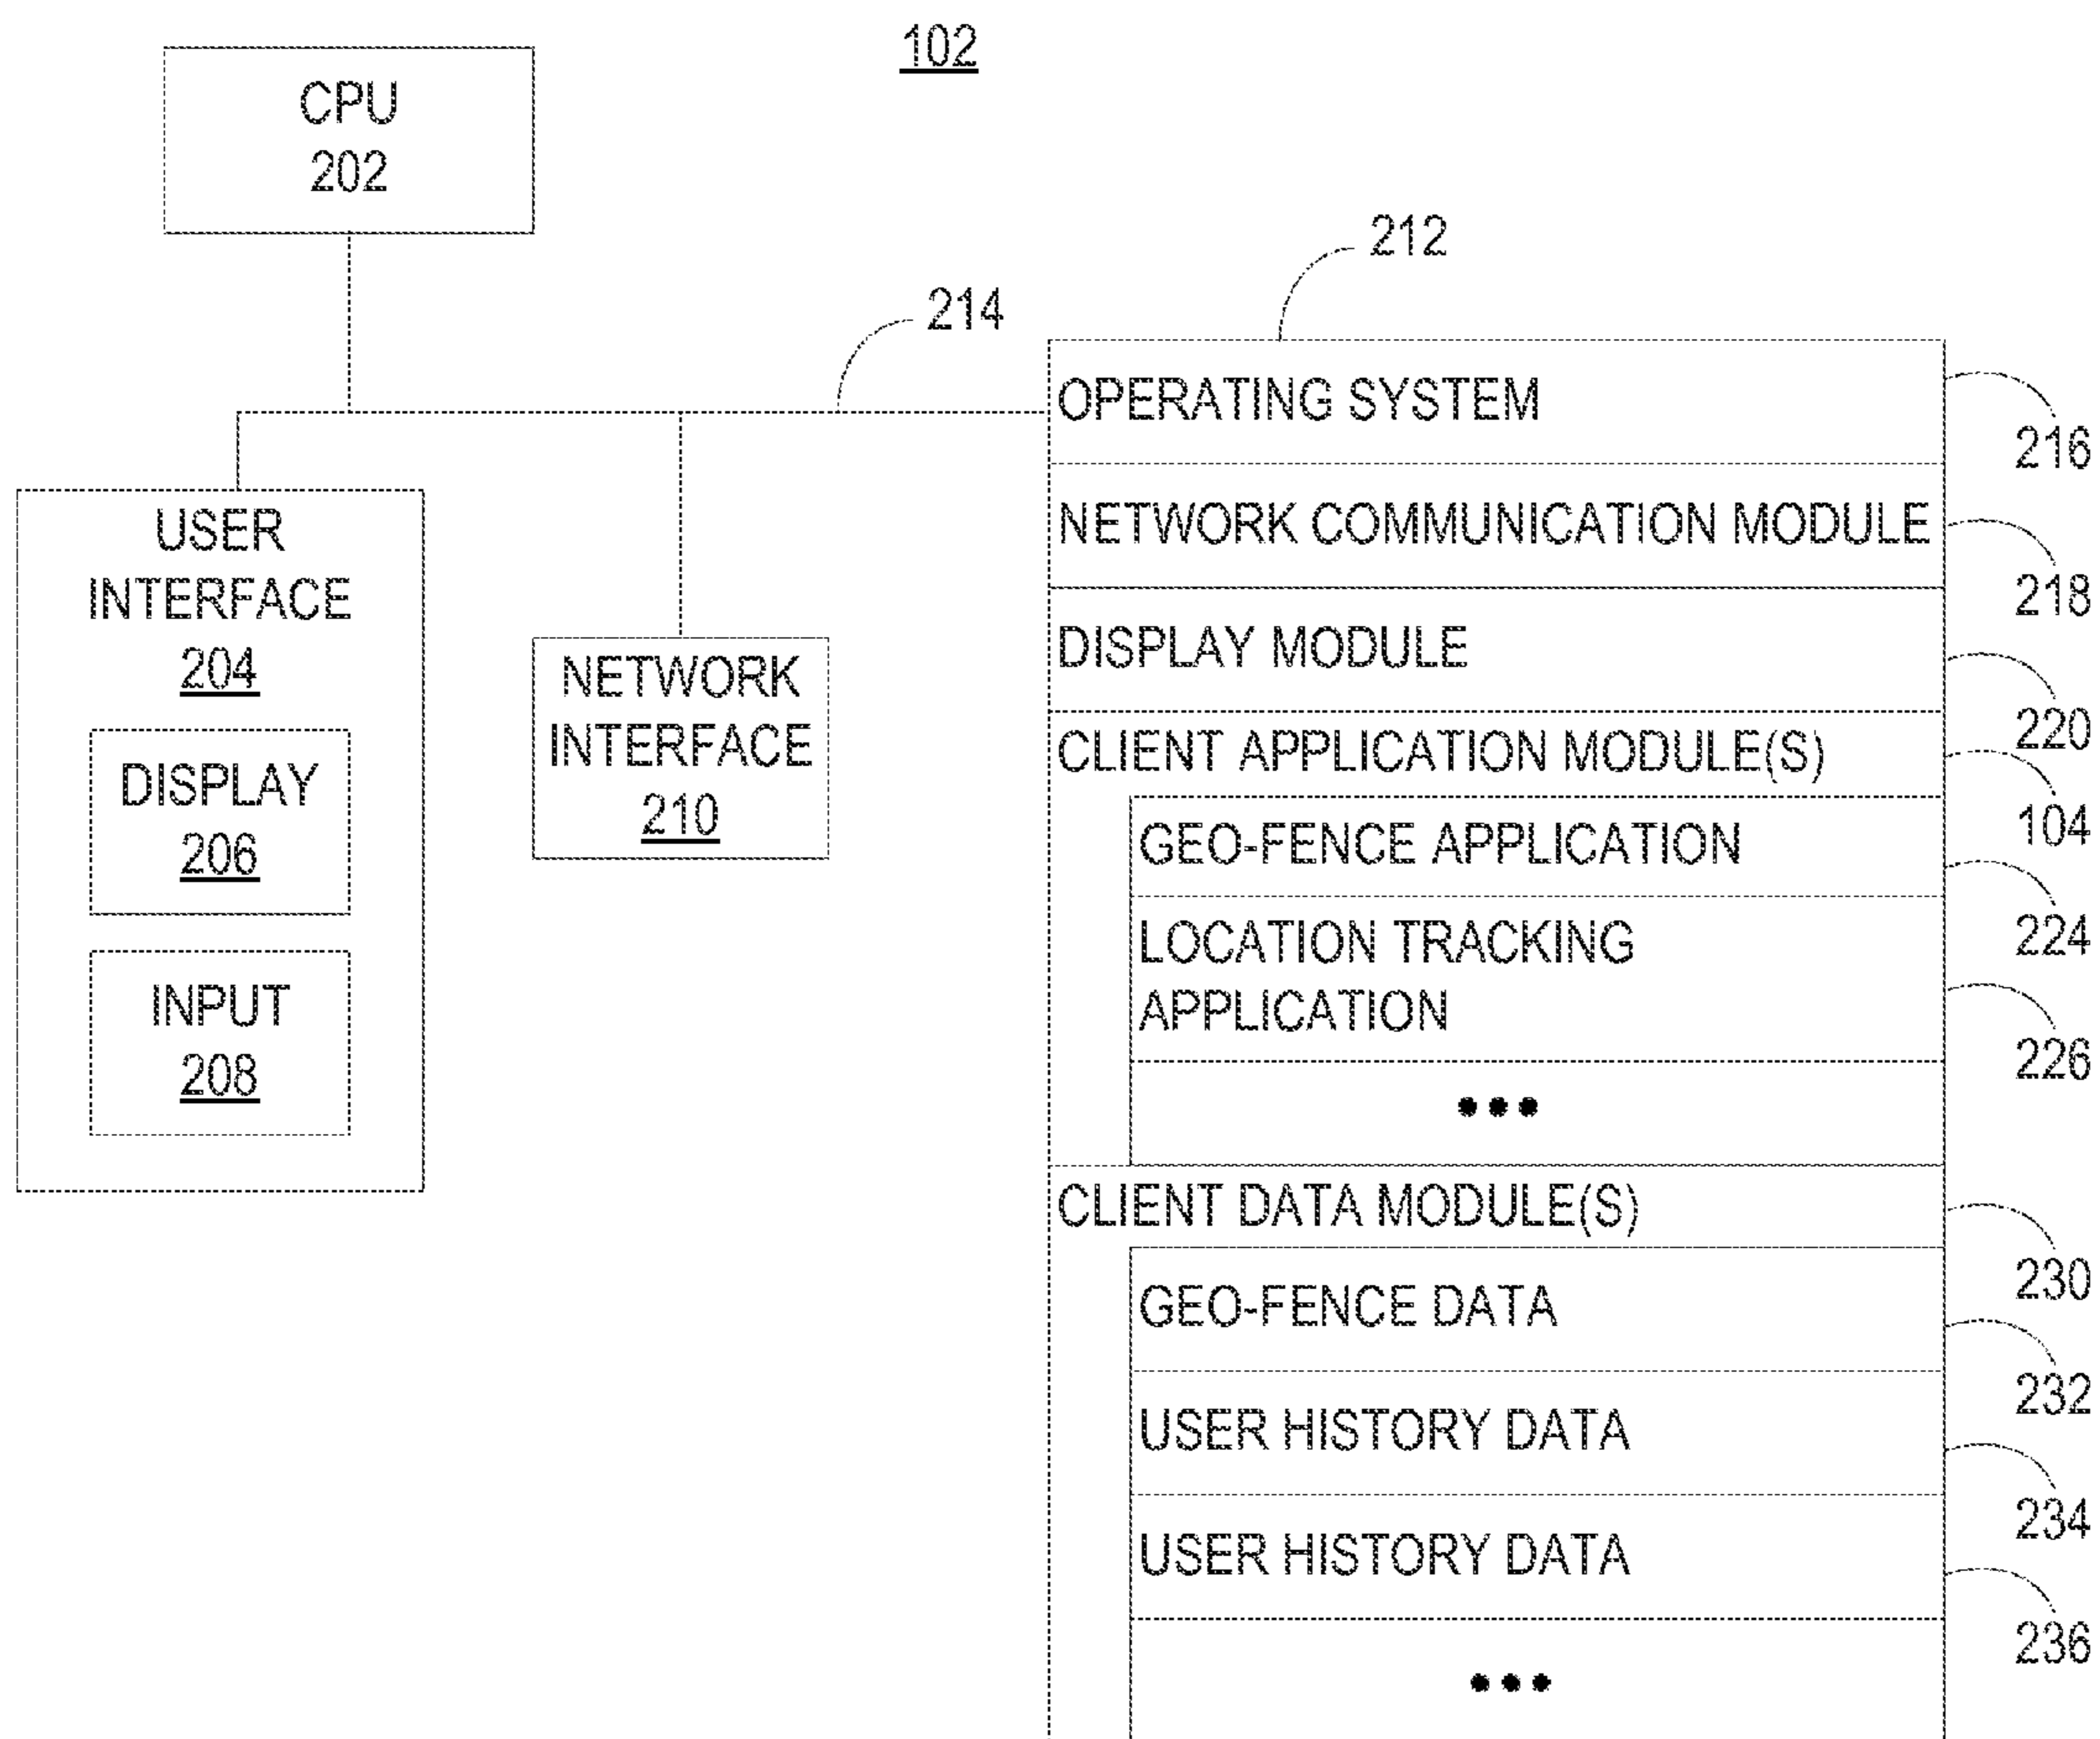 102
CPU
202
212
214
OPERATING SYSTEM
216
NETWORK COMMUNICATION MODULE
218
DISPLAY MODULE
220
CLIENT APPLICATION MODULE(S)
104
GEO-FENCE APPLICATION
224
LOCATION TRACKING
APPLICATION
226
•••
CLIENT DATA MODULE(S)
230
GEO-FENCE DATA
232
USER HISTORY DATA
234
USER HISTORY DATA
236
•••
USER
INTERFACE
204
DISPLAY
206
INPUT
208
NETWORK
INTERFACE
210